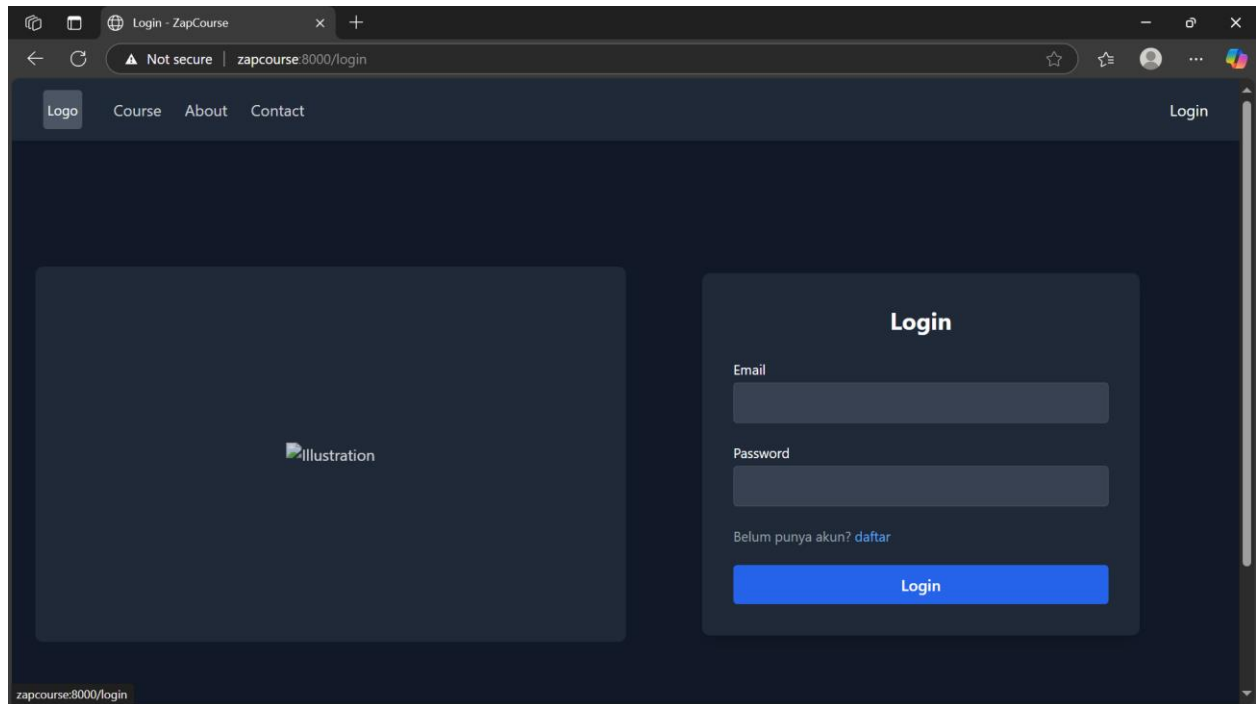 Login - ZapCourse
Not secure | zapcourse:8000/login
Logo Course About Contact Login
Login
Email
Illustration
Password
Belum punya akun? daftar
Login
zapcourse:8000/login